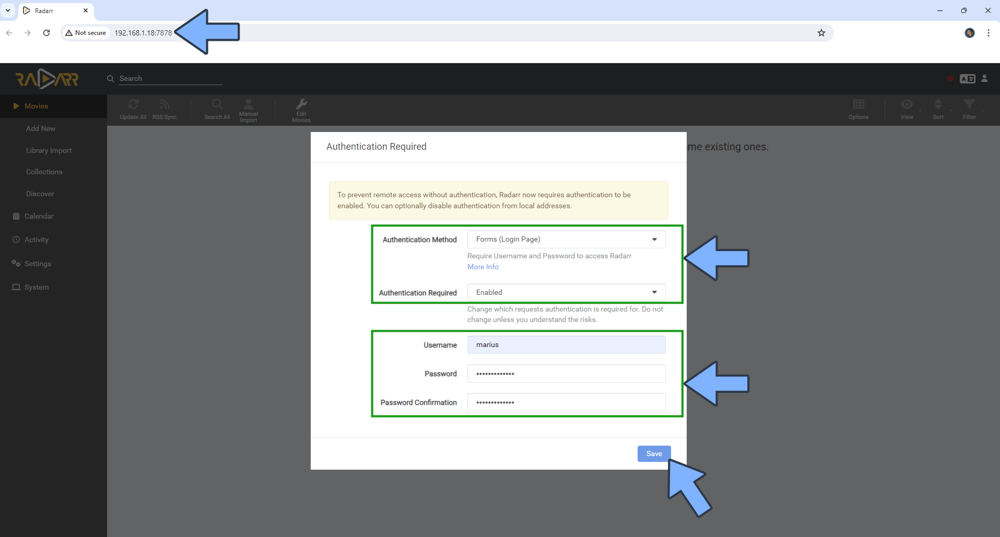 Radarr
Not secure
192.168.1.18:7878
RADARR
Search
Movies
Add New
Library Import
Collections
Discover
Calendar
Activity
Settings
System
Update All
RSS Sync
Search All
Manual
Import
Edit
Movies
Options
View
Sort
Filter
me existing ones.
Authentication Required
To prevent remote access without authentication, Radarr now requires authentication to be
enabled. You can optionally disable authentication from local addresses.
Authentication Method
Forms (Login Page)
Require Username and Password to access Radarr
More Info
Authentication Required
Enabled
Change which requests authentication is required for. Do not
change unless you understand the risks.
Username
marius
Password
•••••••••••••
Password Confirmation
•••••••••••••
Save